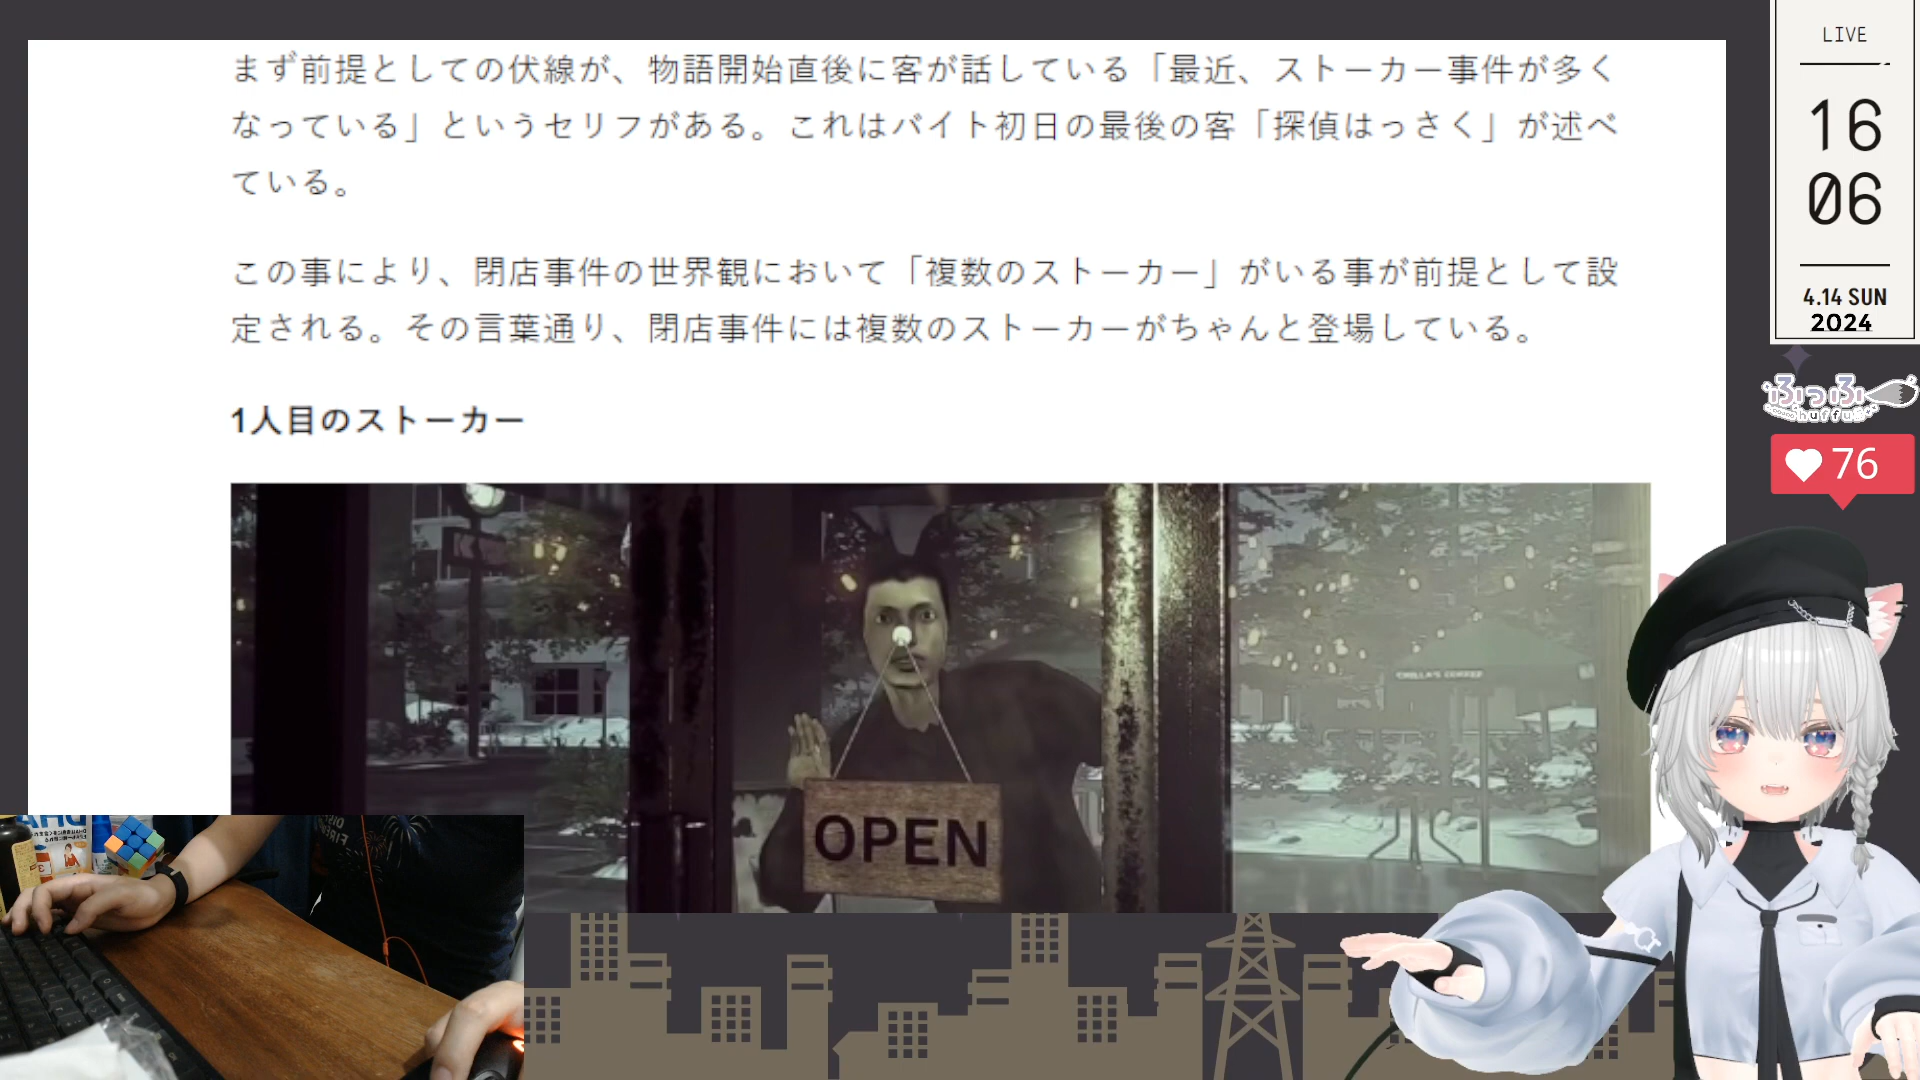 まず前提としての伏線が、物語開始直後に客が話している「最近、ストーカー事件が多く
なっている」というセリフがある。これはバイト初日の最後の客「探偵はっさく」が述べ
ている。
この事により、閉店事件の世界観において「複数のストーカー」がいる事が前提として設
定される。その言葉通り、閉店事件には複数のストーカーがちゃんと登場している。
1人目のストーカー
CHILLA'S COFFEE
OPEN
LIVE
16
06
4.14 SUN
2024
ふっふ
huffu
76
DHA